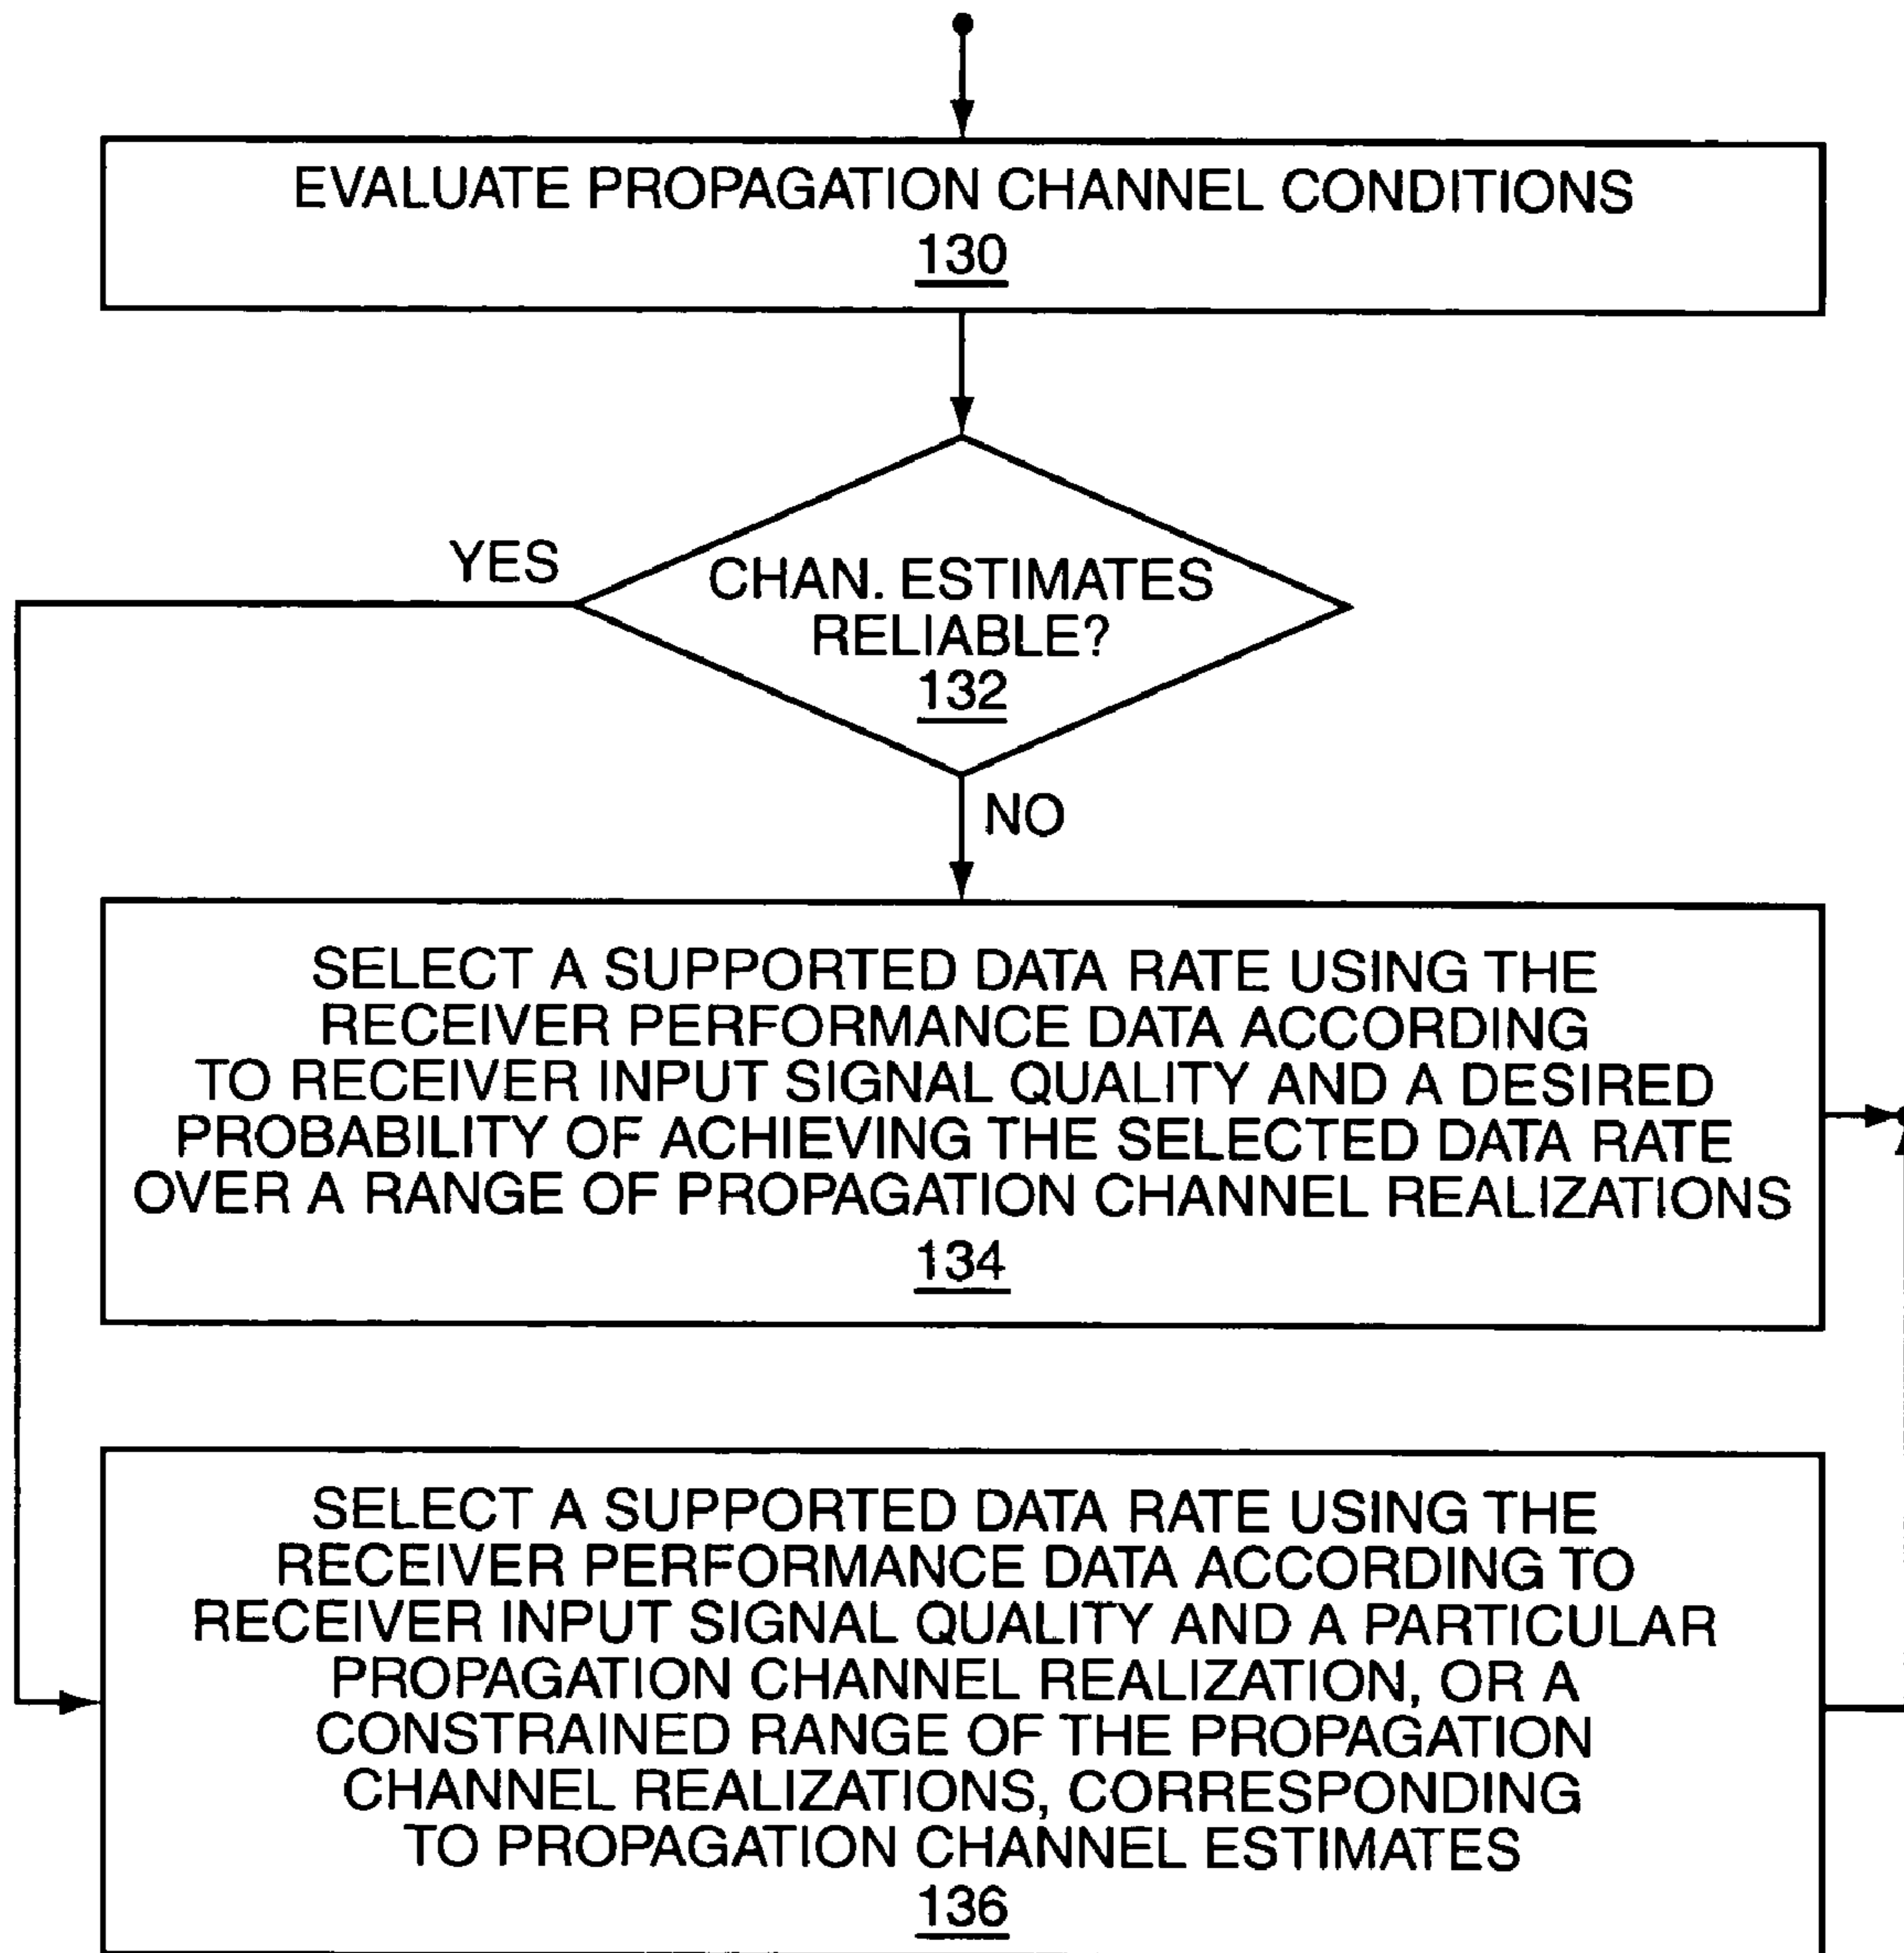 EVALUATE PROPAGATION CHANNEL CONDITIONS
130
YES
CHAN. ESTIMATES
RELIABLE?
132
NO
SELECT A SUPPORTED DATA RATE USING THE
RECEIVER PERFORMANCE DATA ACCORDING
TO RECEIVER INPUT SIGNAL QUALITY AND A DESIRED
PROBABILITY OF ACHIEVING THE SELECTED DATA RATE
OVER A RANGE OF PROPAGATION CHANNEL REALIZATIONS
134
SELECT A SUPPORTED DATA RATE USING THE
RECEIVER PERFORMANCE DATA ACCORDING TO
RECEIVER INPUT SIGNAL QUALITY AND A PARTICULAR
PROPAGATION CHANNEL REALIZATION, OR A
CONSTRAINED RANGE OF THE PROPAGATION
CHANNEL REALIZATIONS, CORRESPONDING
TO PROPAGATION CHANNEL ESTIMATES
136